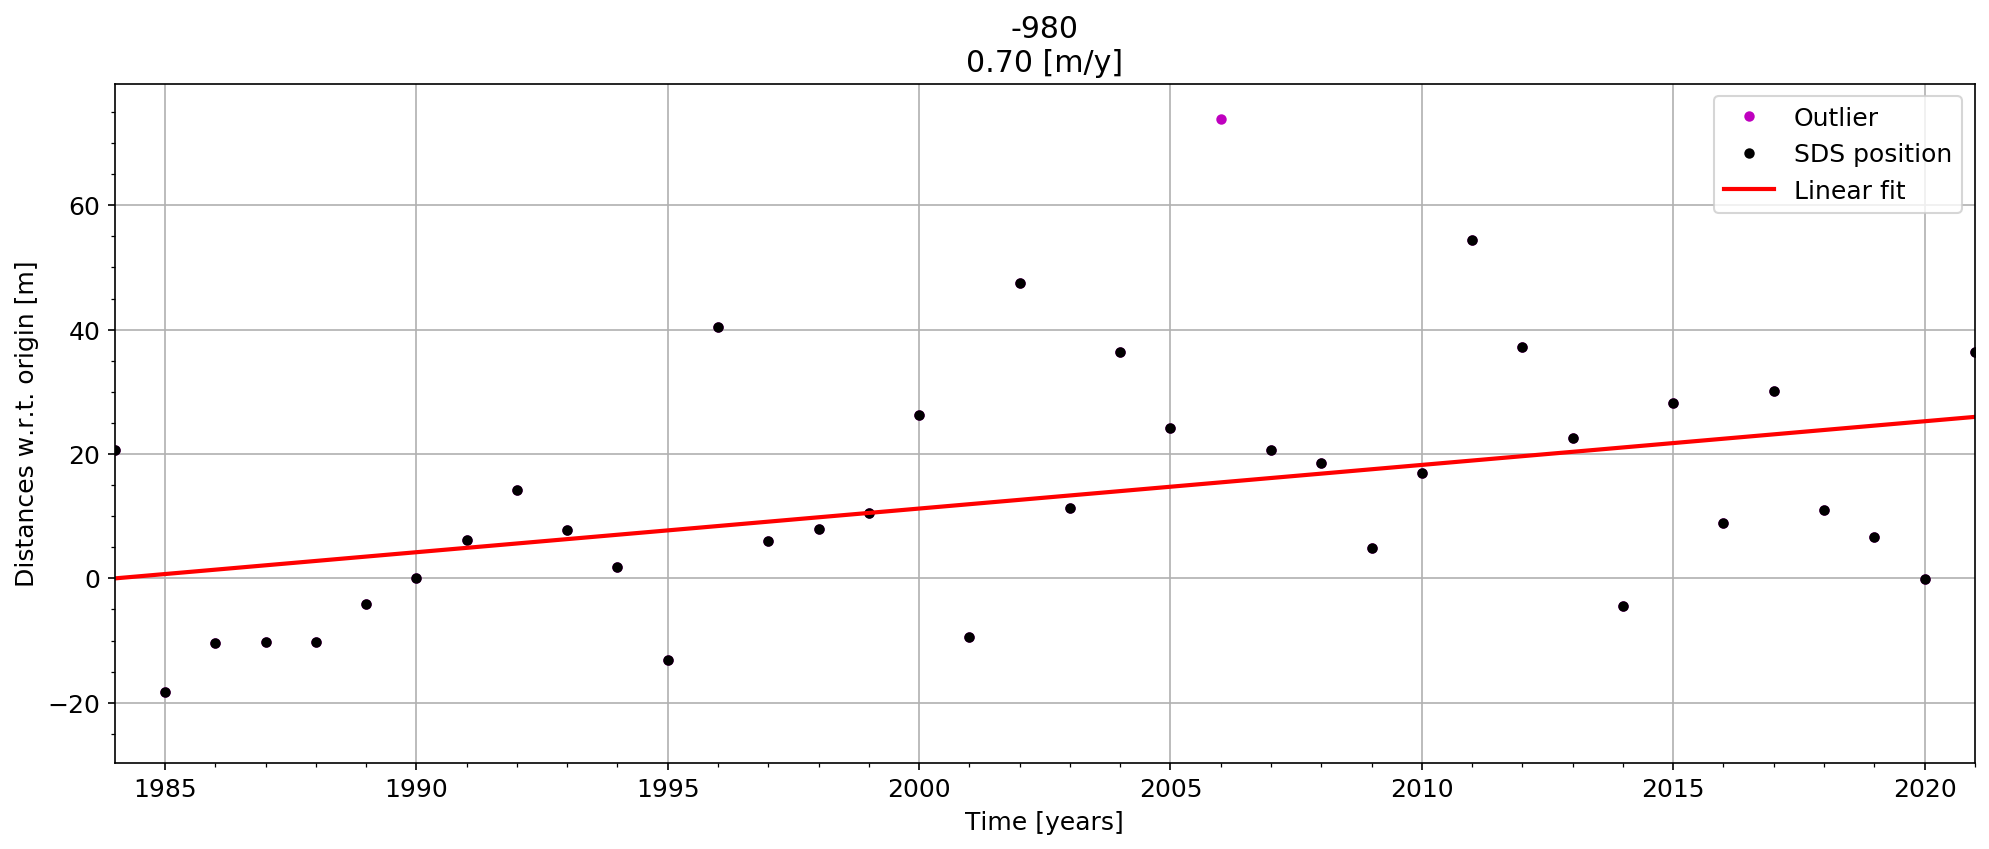 -980
0.70 [m/y]
Outlier
SDS position
Linear fit
Distances w.r.t. origin [m]
60
40
20
0
−20
1985 1990 1995 2000 2005 2010 2015 2020
Time [years]